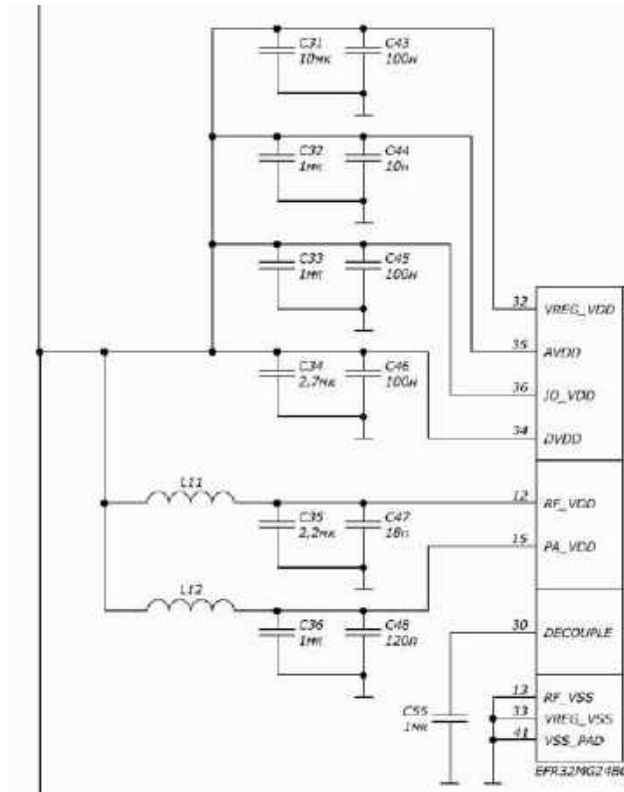 C31
10мк
C43
100н
C32
1мк
C44
10н
C33
1мк
C45
100н
32
VREG_VDD
35
AVDD
C34
2,7мк
C46
100н
36
IO_VDD
34
DVDD
L11
12
RF_VDD
C35
2,2мк
C47
18п
15
PA_VDD
L12
C36
1мк
C48
120п
30
DECOUPLE
13
RF_VSS
C55
1мк
33
VREG_VSS
41
VSS_PAD